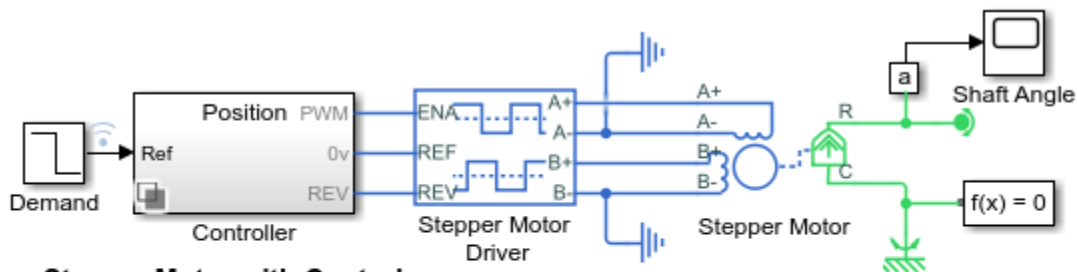 Demand
Ref
Position
PWM
0v
REV
Controller
ENA
REF
REV
A+
A-
B+
B-
Stepper Motor
Driver
A+
A-
B+
B-
Stepper Motor
R
C
a
Shaft Angle
f(x) = 0